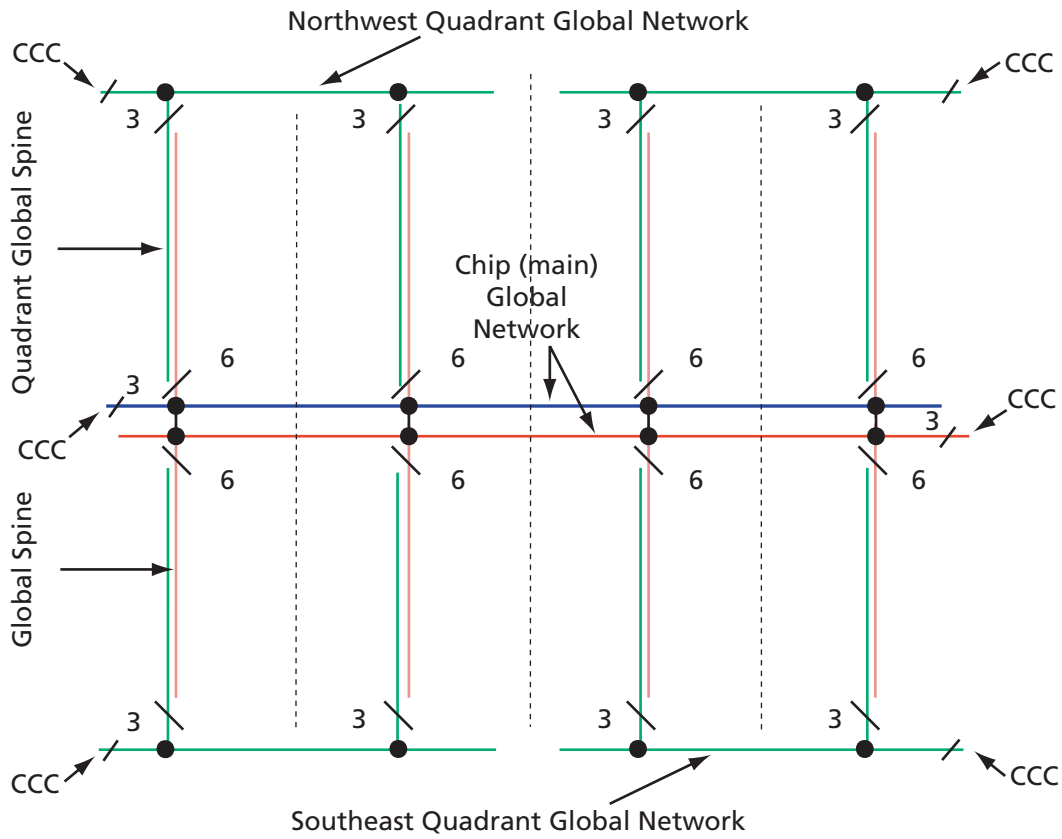 Northwest Quadrant Global Network
CCC
CCC
3
3
3
3
Quadrant Global Spine
Chip (main)
Global
Network
6
6
6
6
3
CCC
3
CCC
6
6
6
6
Global Spine
3
3
3
3
CCC
CCC
Southeast Quadrant Global Network